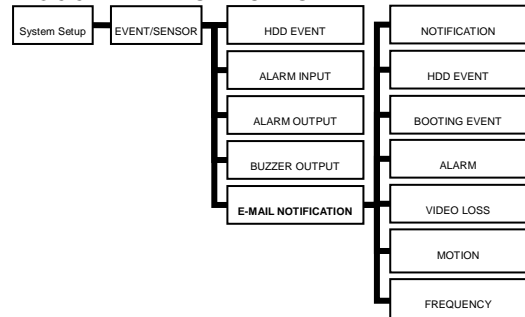 System Setup
EVENT/SENSOR
HDD EVENT
ALARM INPUT
ALARM OUTPUT
BUZZER OUTPUT
E-MAIL NOTIFICATION
NOTIFICATION
HDD EVENT
BOOTING EVENT
ALARM
VIDEO LOSS
MOTION
FREQUENCY